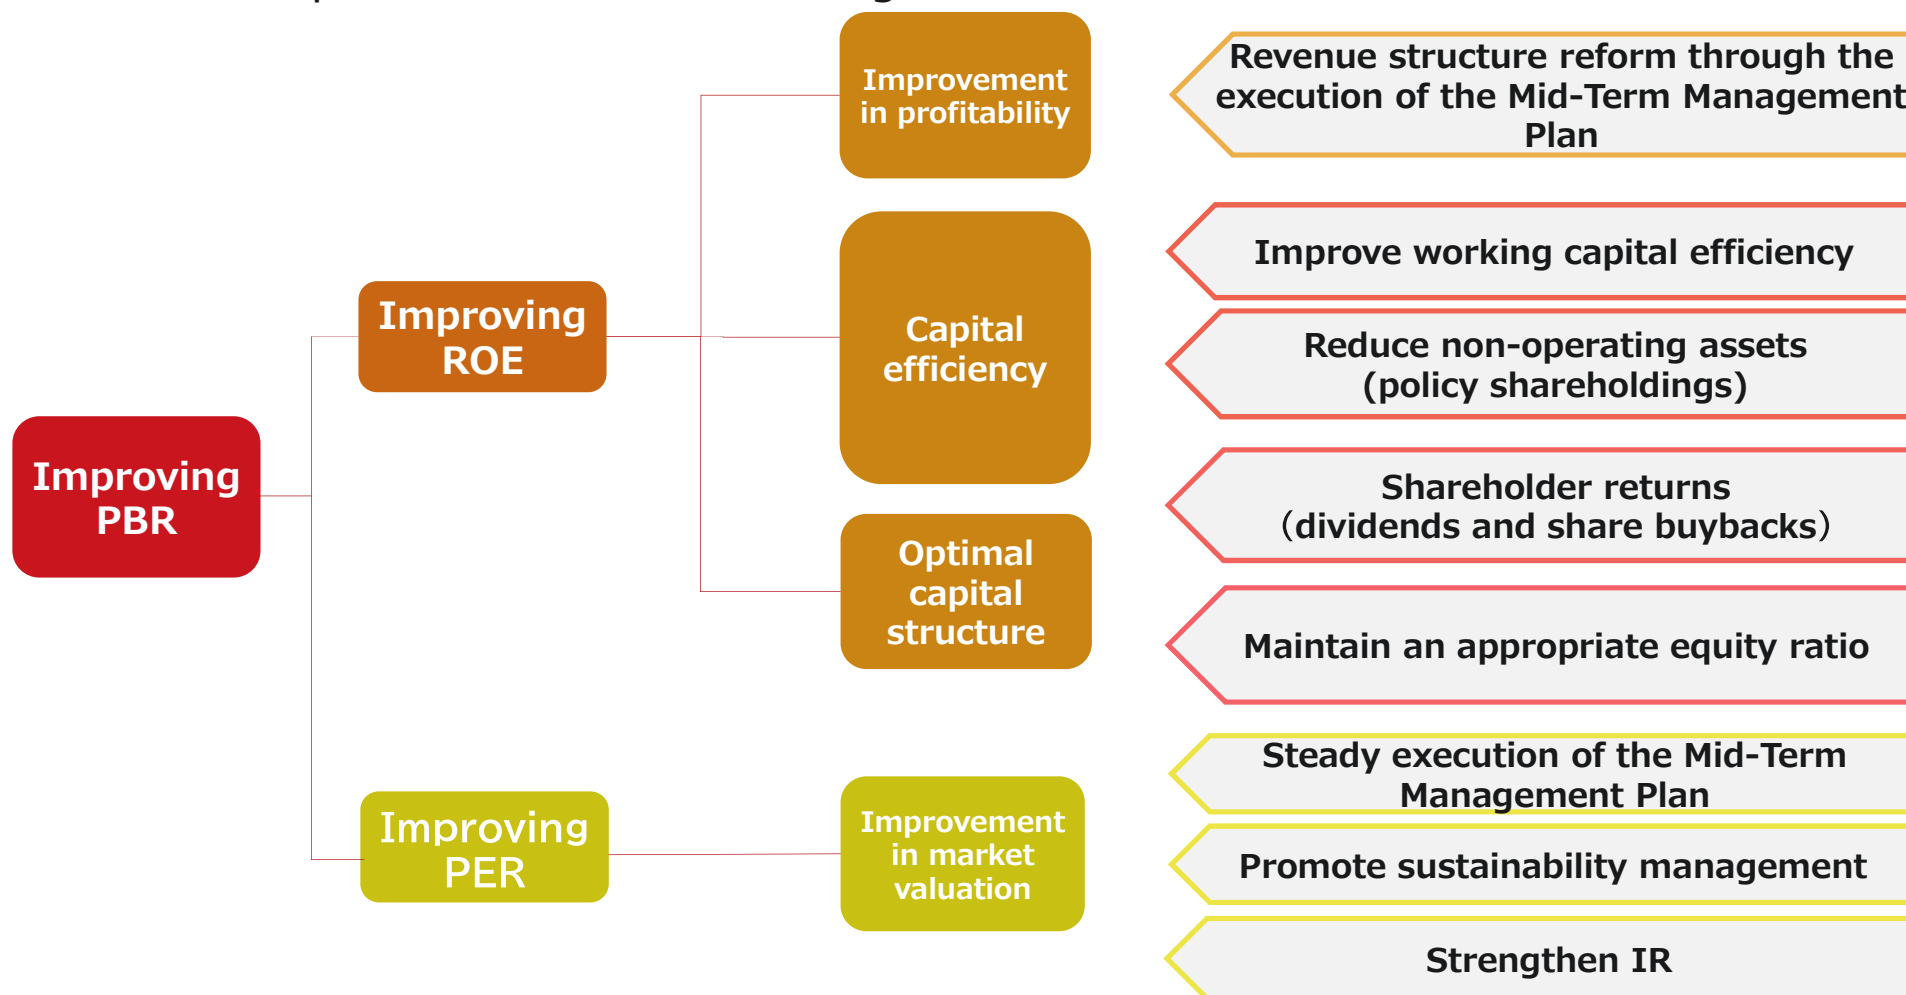 Improvement
in profitability
Revenue structure reform through the
execution of the Mid-Term Management
Plan
Improve working capital efficiency
Improving
ROE
Capital
efficiency
Reduce non-operating assets
(policy shareholdings)
Improving
PBR
Shareholder returns
（dividends and share buybacks）
Optimal
capital
structure
Maintain an appropriate equity ratio
Steady execution of the Mid-Term
Management Plan
Improving
PER
Improvement
in market
valuation
Promote sustainability management
Strengthen IR